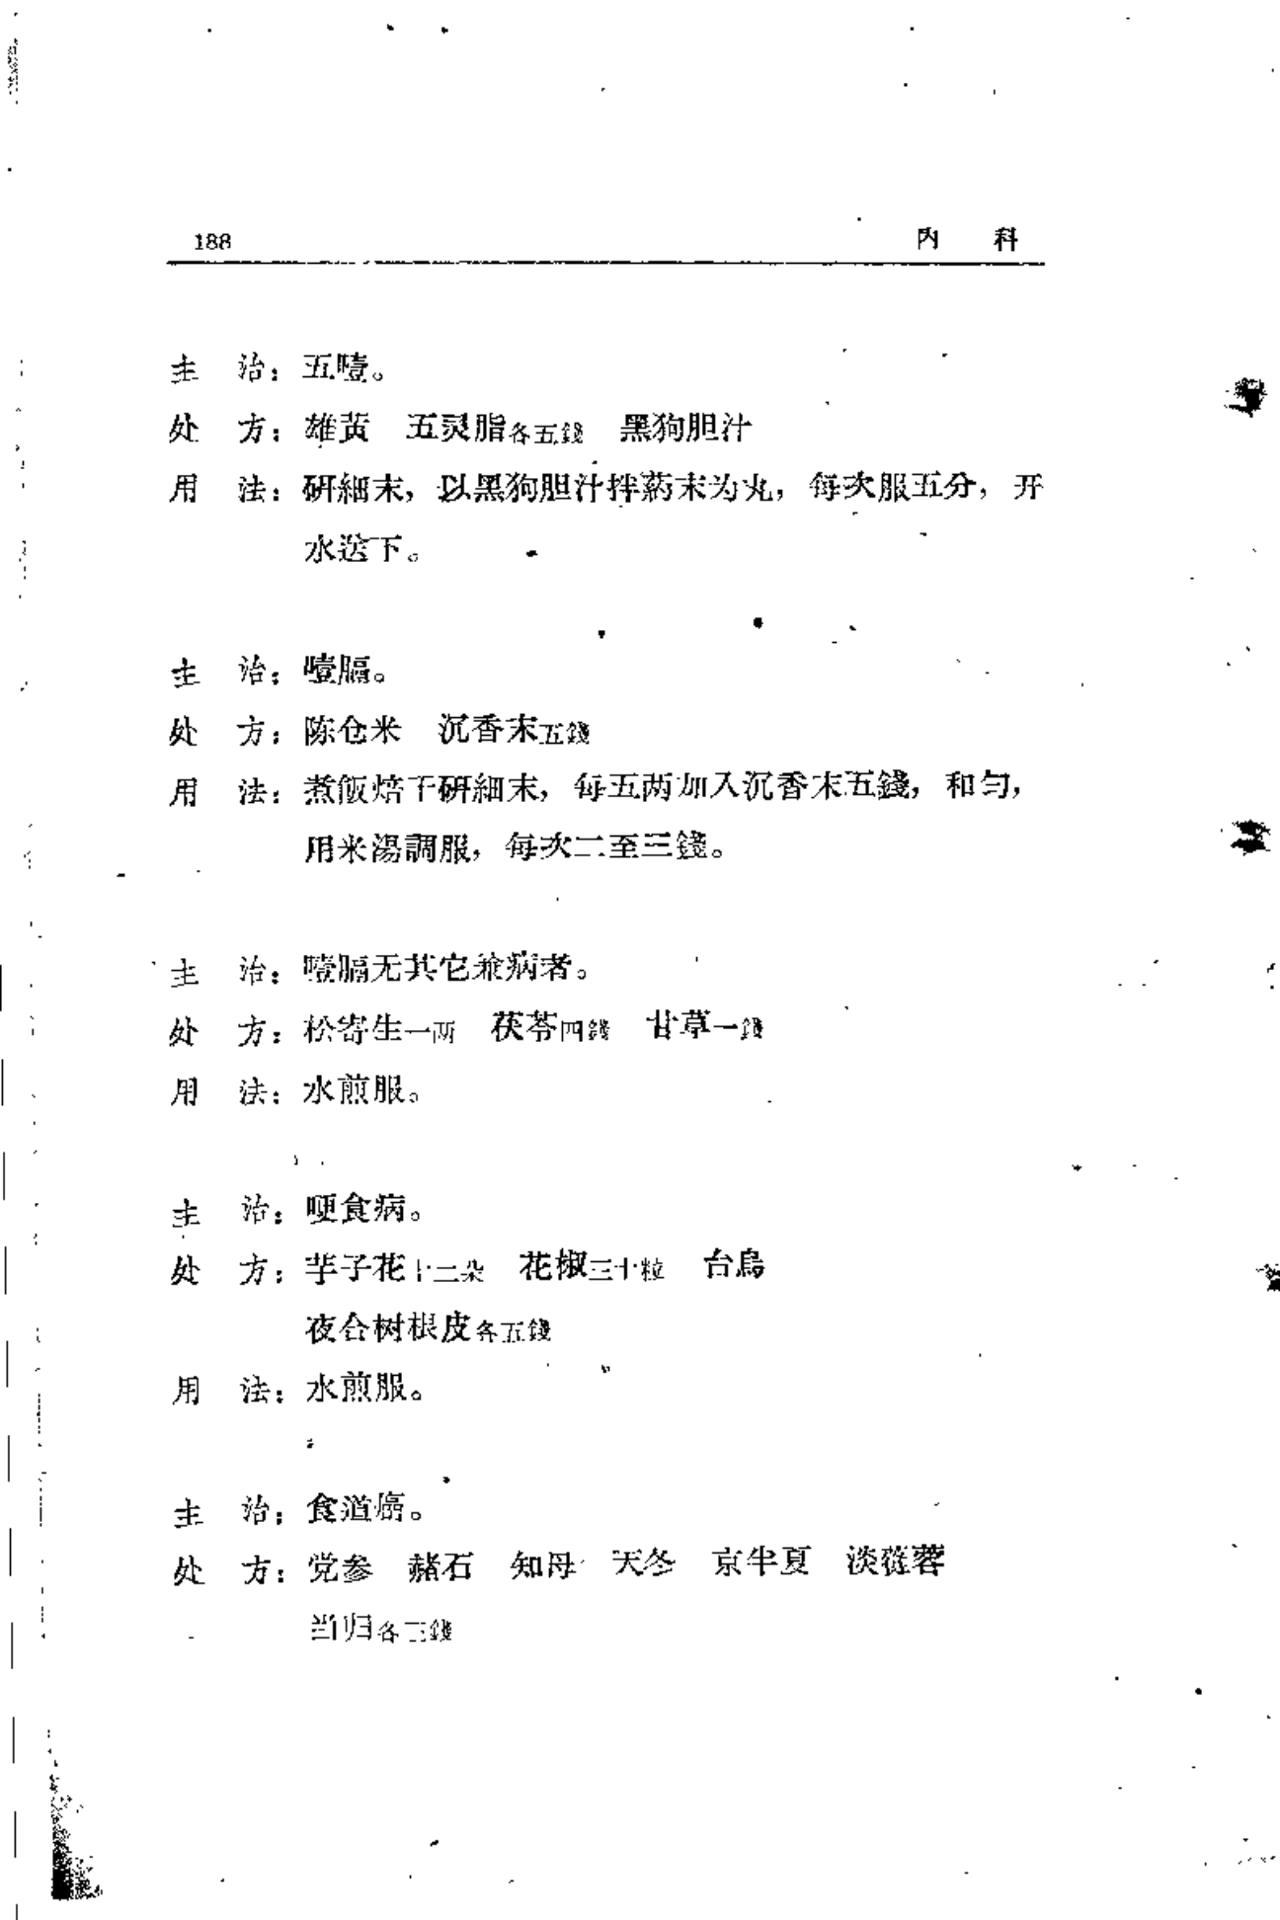 188 内 科
主 治：五噎。
处 方：雄黄 五灵脂各五錢 黑狗胆汁
用 法：研細末，以黑狗胆汁拌药末为丸，每次服五分，开
水送下。
主 治：噎膈。
处 方：陈仓米 沉香末五錢
用 法：煮飯焙干研細末，每五两加入沉香末五錢，和匀，
用米湯調服，每次二至三錢。
主 治：噎膈无其它兼病者。
处 方：松寄生一两 茯苓四錢 甘草一錢
用 法：水煎服。
主 治：哽食病。
处 方：芋子花十二朵 花椒三十粒 台烏
夜合树根皮各五錢
用 法：水煎服。
主 治：食道癌。
处 方：党参 赭石 知母 天冬 京半夏 淡蓯蓉
当归各三錢